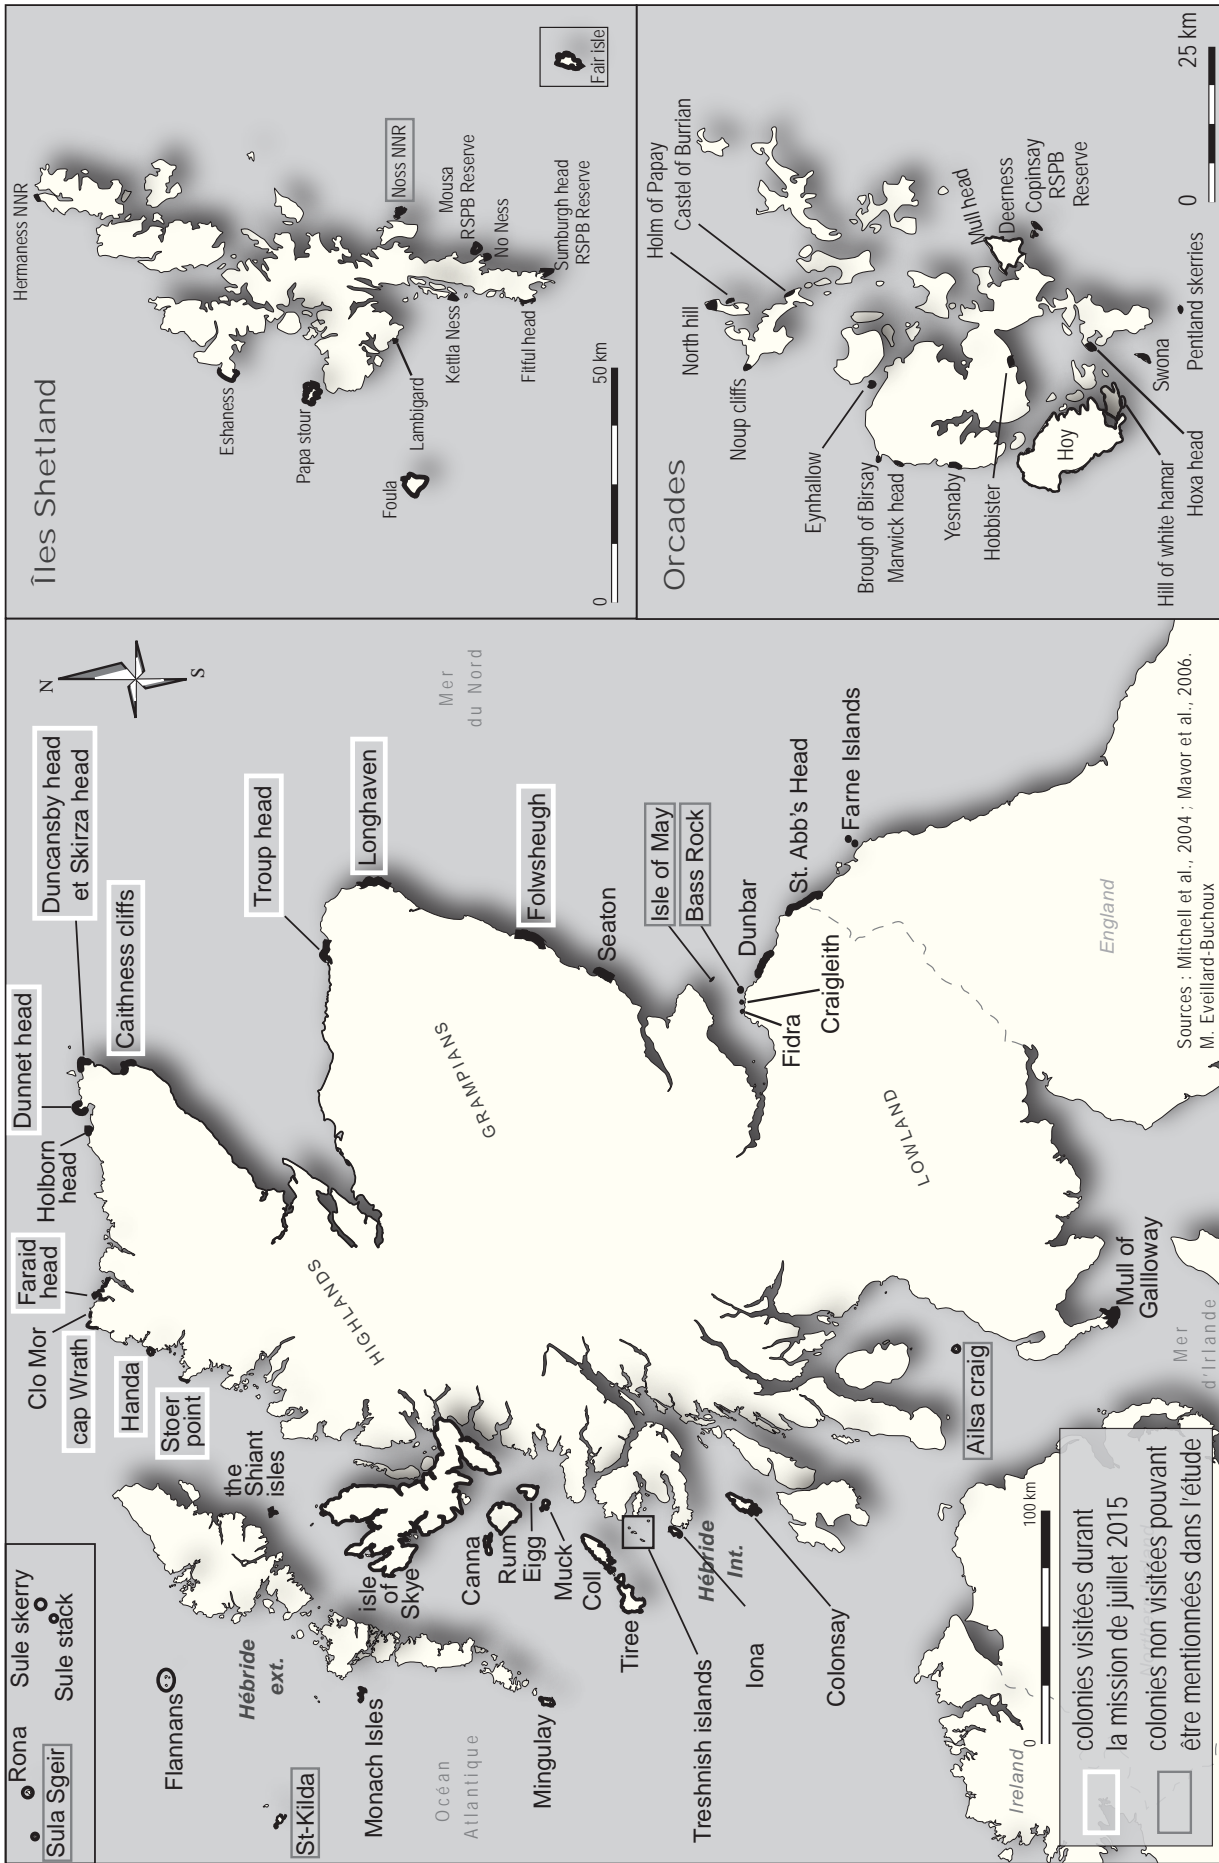 Rona
Sula Sgeir
Sule skerry
Sule stack
Flannans
Hébride
ext.
St-Kilda
Monach Isles
Océan
Atlantique
Mingulay
the
Shiant
isles
isle
of
Skye
Canna
Rum
Eigg
Muck
Coll
Tiree
Treshnish islands
Hébride
Int.
Iona
Colonsay
Clo Mor
cap Wrath
Faraid
head
Handa
Stoer
point
Holborn
head
Dunnet head
Duncansby head
et Skirza head
Caithness cliffs
Troup head
Longhaven
Folwsheugh
Seaton
Isle of May
Bass Rock
Dunbar
Fidra
Craigleith
St. Abb's Head
Farne Islands
HIGHLANDS
GRAMPIANS
LOWLAND
England
Mer
du Nord
N
S
Ailsa craig
Mull of
Gallloway
Mer
d'Irlande
Ireland
0
100 km
colonies visitées durant
la mission de juillet 2015
colonies non visitées pouvant
être mentionnées dans l'étude
Sources : Mitchell et al., 2004 ; Mavor et al., 2006.
M. Eveillard-Buchoux
Îles Shetland
Hermaness NNR
Eshaness
Papa stour
Foula
Lambigard
Kettla Ness
Fitful head
Noss NNR
Mousa
RSPB Reserve
No Ness
Sumburgh head
RSPB Reserve
Fair isle
0
50 km
Orcades
North hill
Holm of Papay
Castel of Burrian
Noup cliffs
Eynhallow
Brough of Birsay
Marwick head
Yesnaby
Hobbister
Hoy
Hill of white hamar
Hoxa head
Swona
Pentland skerries
Mull head
Deerness
Copinsay
RSPB
Reserve
0
25 km